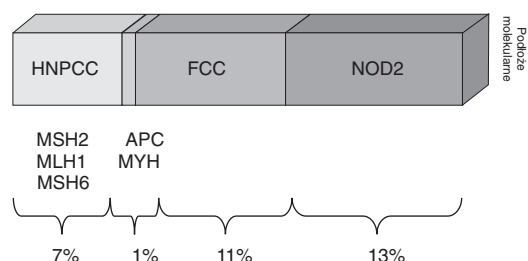 HNPCC FCC NOD2
Podłoże
molekularne
MSH2 APC
MLH1 MYH
MSH6
7% 1% 11% 13%